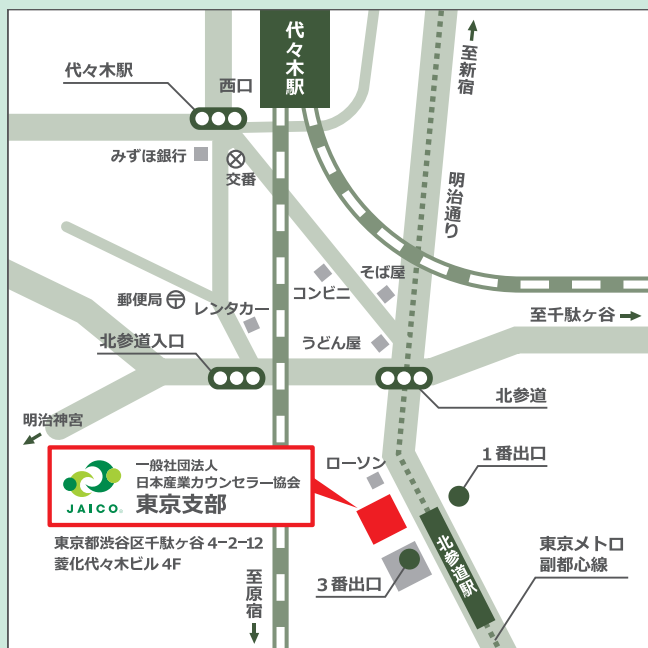 代々木駅
至新宿
代々木駅
西口
みずほ銀行
交番
明治通り
そば屋
コンビニ
郵便局
レンタカー
至千駄ヶ谷
うどん屋
北参道入口
北参道
明治神宮
1番出口
ローソン
一般社団法人
日本産業カウンセラー協会
東京支部
JAICO®
東京都渋谷区千駄ヶ谷 4-2-12
菱化代々木ビル 4F
北参道駅
東京メトロ
副都心線
3番出口
至原宿